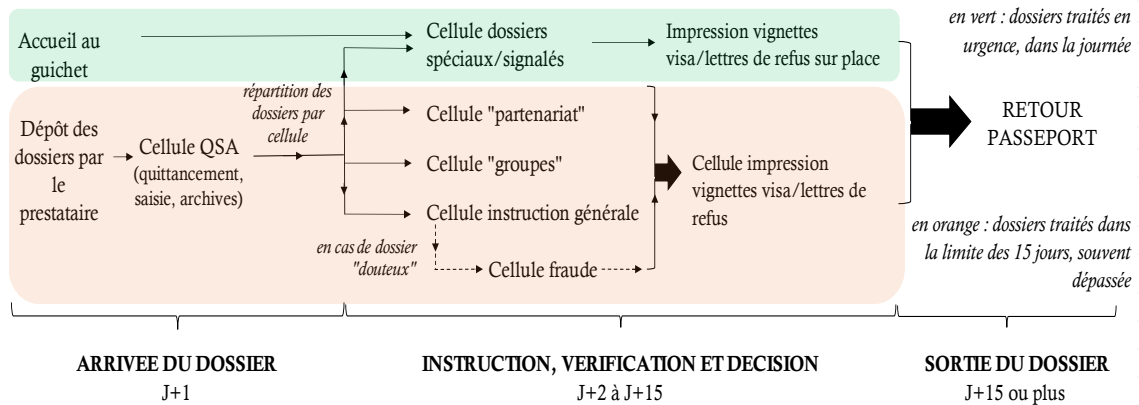 Accueil au
guichet
Cellule dossiers
spéciaux/signalés
Impression vignettes
visa/lettres de refus sur place
en vert : dossiers traités en
urgence, dans la journée
répartition des
dossiers par
cellule
Dépôt des
dossiers par
le
prestataire
Cellule QSA
(quittancement,
saisie, archives)
Cellule "partenariat"
Cellule "groupes"
Cellule instruction générale
en cas de dossier
"douteux"
Cellule fraude
Cellule impression
vignettes visa/lettres de
refus
RETOUR
PASSEPORT
en orange : dossiers traités dans
la limite des 15 jours, souvent
dépassée
ARRIVEE DU DOSSIER
J+1
INSTRUCTION, VERIFICATION ET DECISION
J+2 à J+15
SORTIE DU DOSSIER
J+15 ou plus